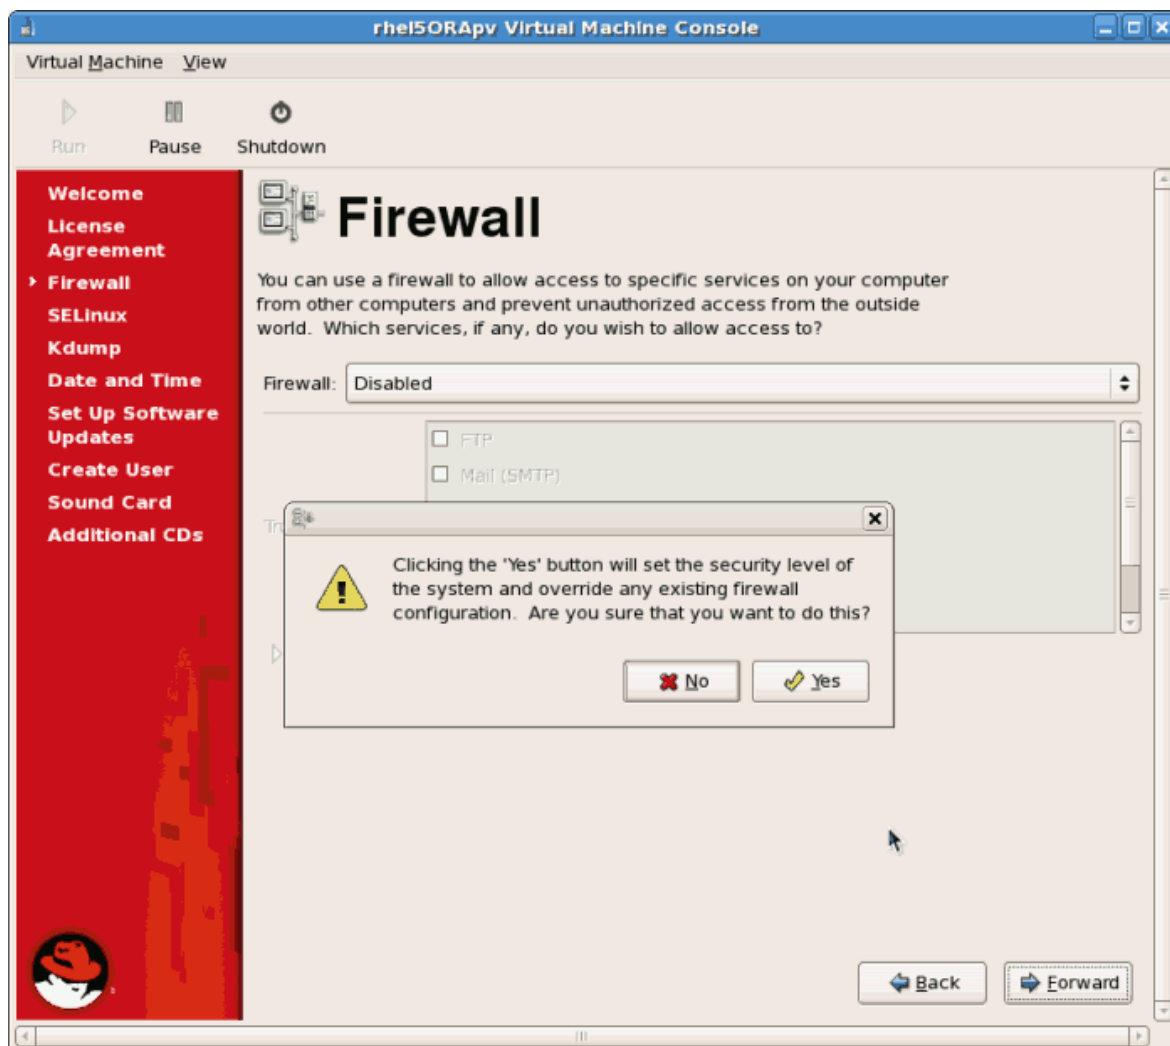 rhel5ORApv Virtual Machine Console
Virtual Machine View
Run Pause Shutdown
Welcome
License
Agreement
Firewall
SELinux
Kdump
Date and Time
Set Up Software
Updates
Create User
Sound Card
Additional CDs
Firewall
You can use a firewall to allow access to specific services on your computer
from other computers and prevent unauthorized access from the outside
world. Which services, if any, do you wish to allow access to?
Firewall: Disabled
FTP
Mail (SMTP)
Clicking the 'Yes' button will set the security level of
the system and override any existing firewall
configuration. Are you sure that you want to do this?
No Yes
Back Forward